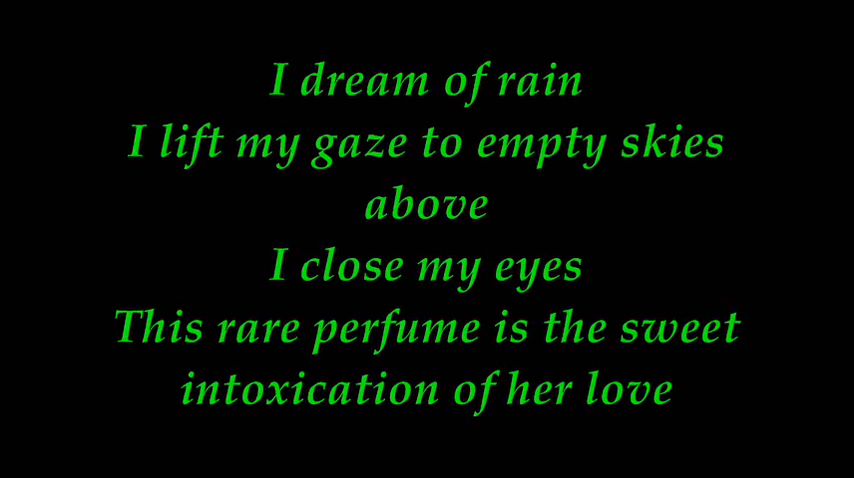 I dream of rain
I lift my gaze to empty skies
above
I close my eyes
This rare perfume is the sweet
intoxication of her love